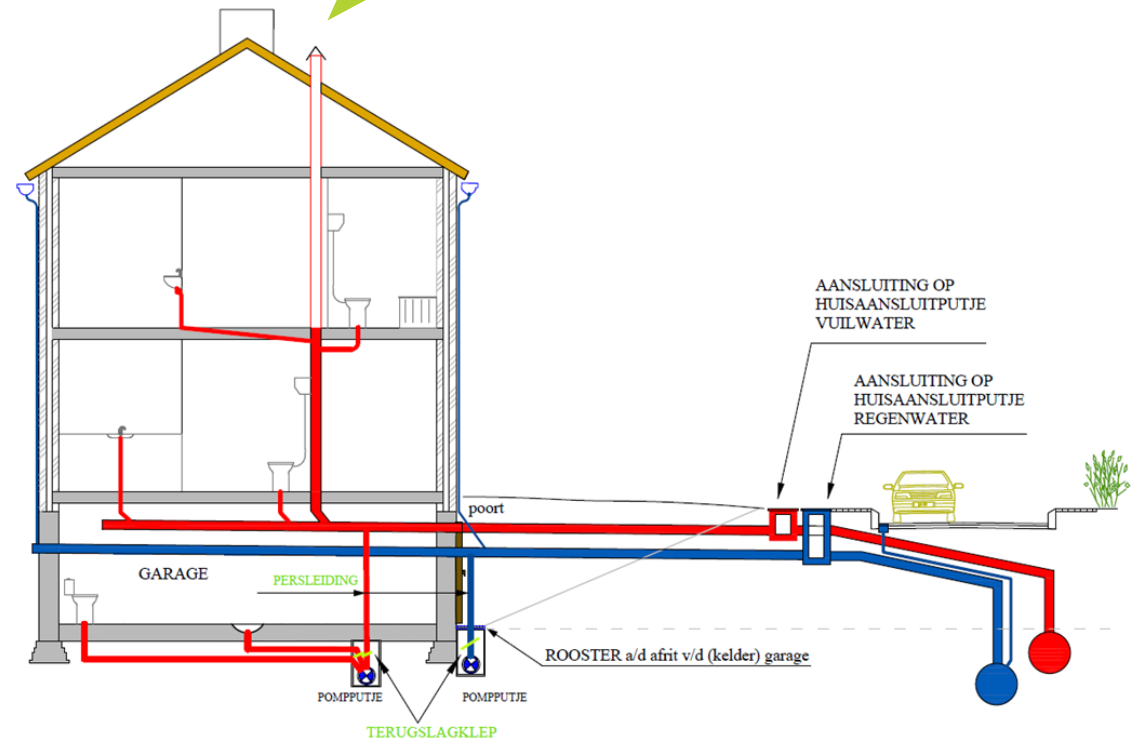 AANSLUITING OP
HUISAANSLUITPUTJE
VUILWATER
AANSLUITING OP
HUISAANSLUITPUTJE
REGENWATER
poort
GARAGE
PERSLEIDING
ROOSTER a/d afrit v/d (kelder) garage
POMPPUTJE
POMPPUTJE
TERUGSLAGKLEP